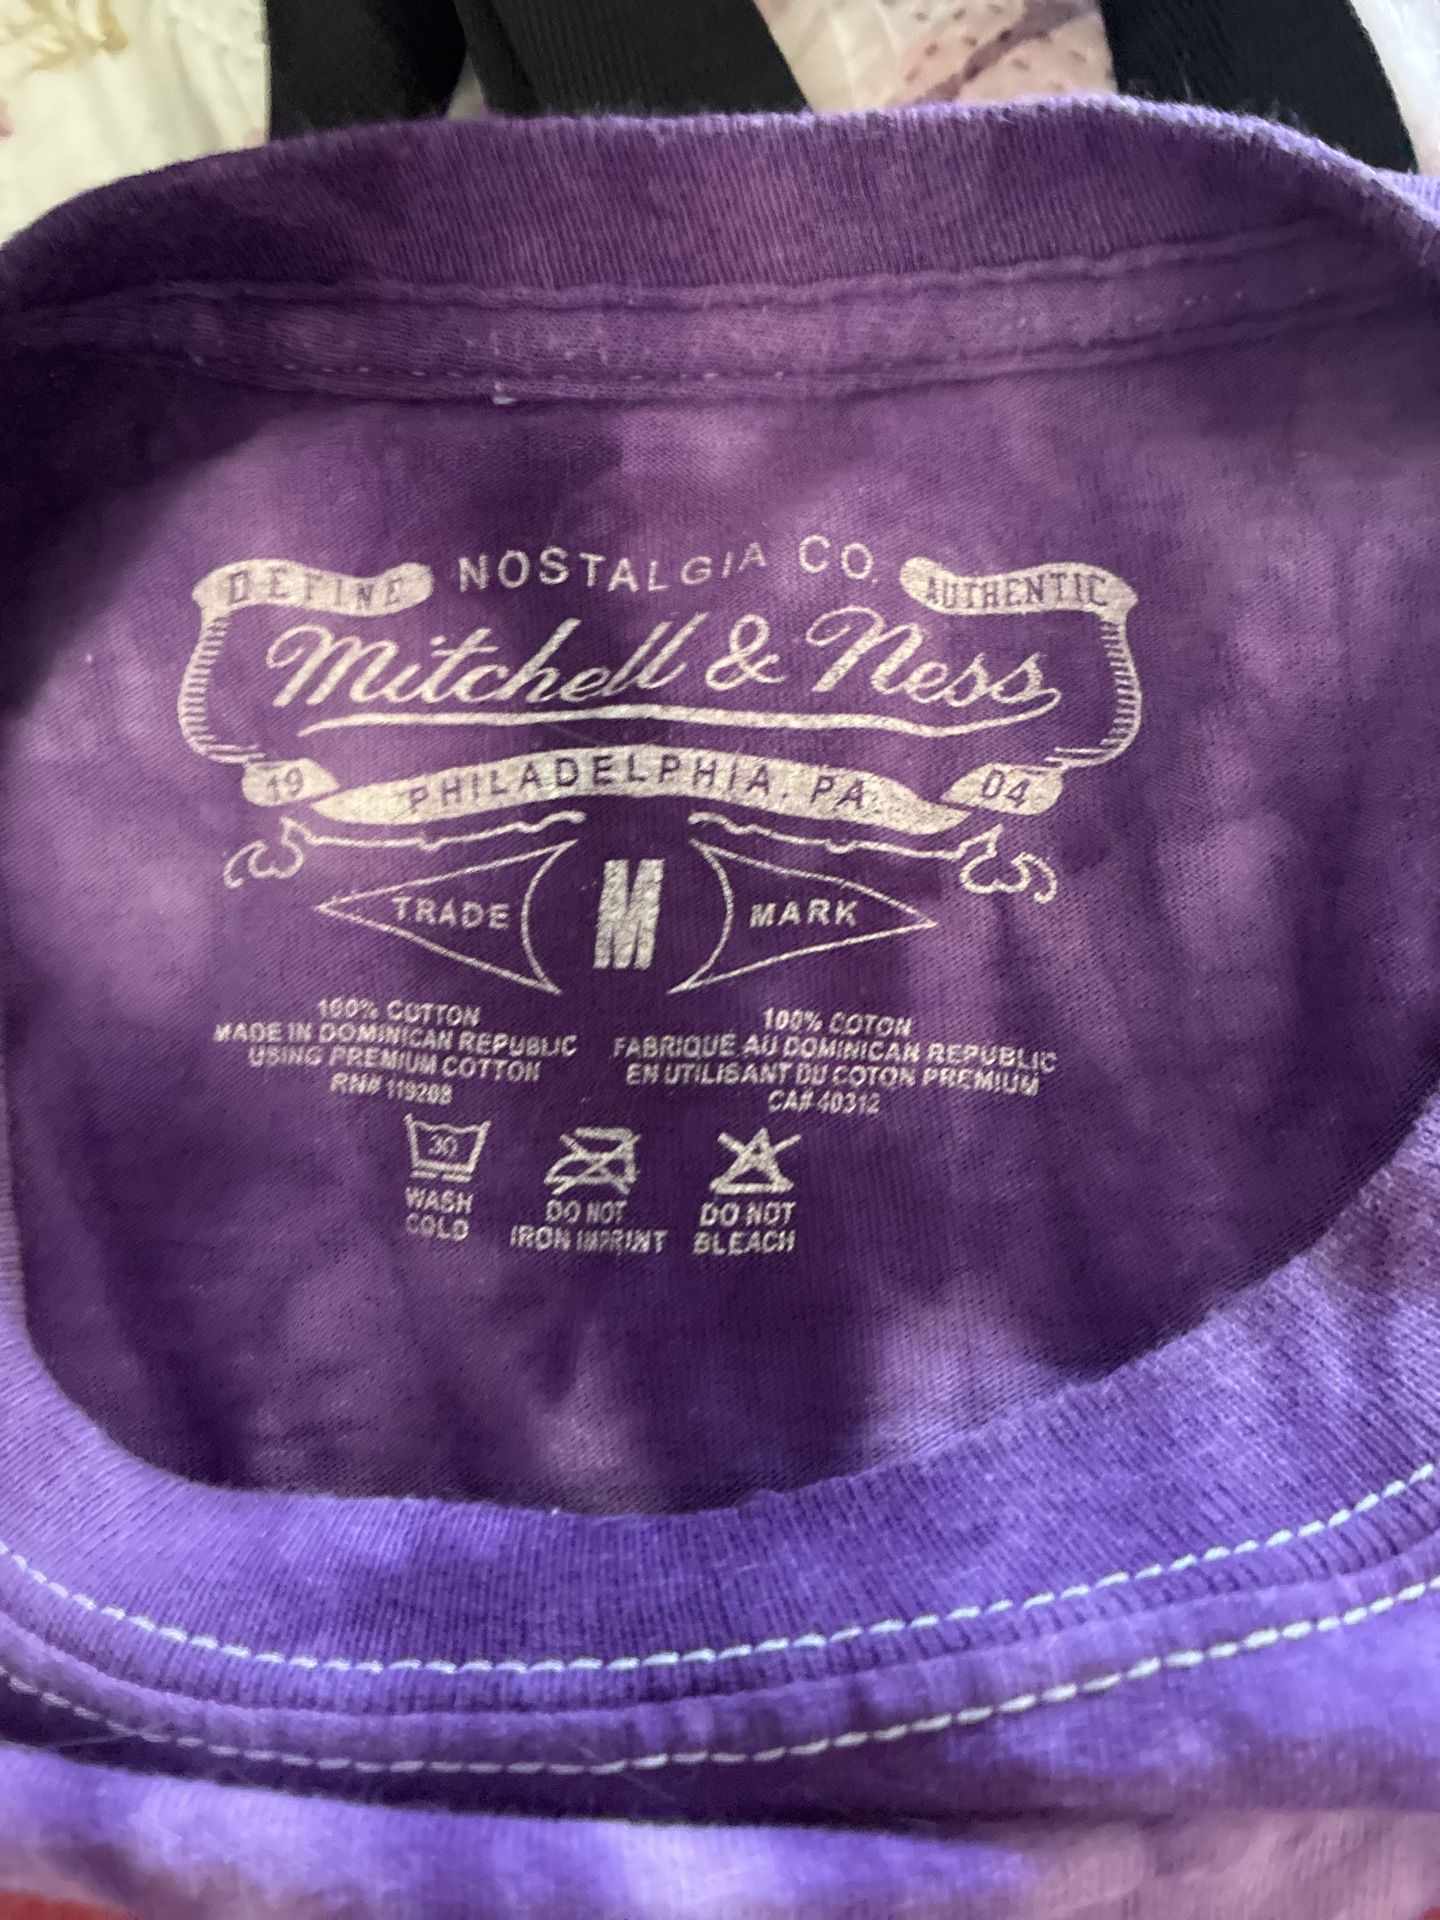 DEFINE NOSTALGIA CO. AUTHENTIC
Mitchell & Ness
19 PHILADELPHIA, PA 04
TRADE M MARK
100% COTTON
MADE IN DOMINICAN REPUBLIC
USING PREMIUM COTTON
RN# 119208
100% COTON
FABRIQUE AU DOMINICAN REPUBLIC
EN UTILISANT DU COTON PREMIUM
CA# 40312
30
WASH
COLD
DO NOT
IRON IMPRINT
DO NOT
BLEACH